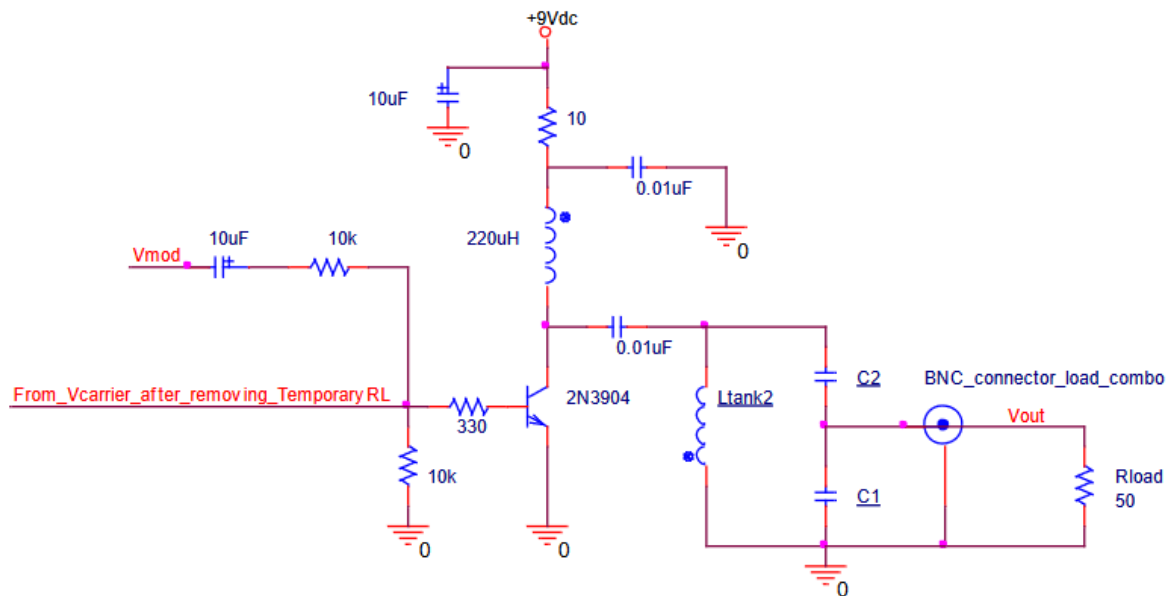 +9Vdc
10uF
10
0
0.01uF
220uH
0
Vmod
10uF
10k
0.01uF
From_Vcarrier_after_removing_Temporary RL
330
2N3904
Ltank2
C2
BNC_connector_load_combo
Vout
10k
C1
Rload
50
0
0
0